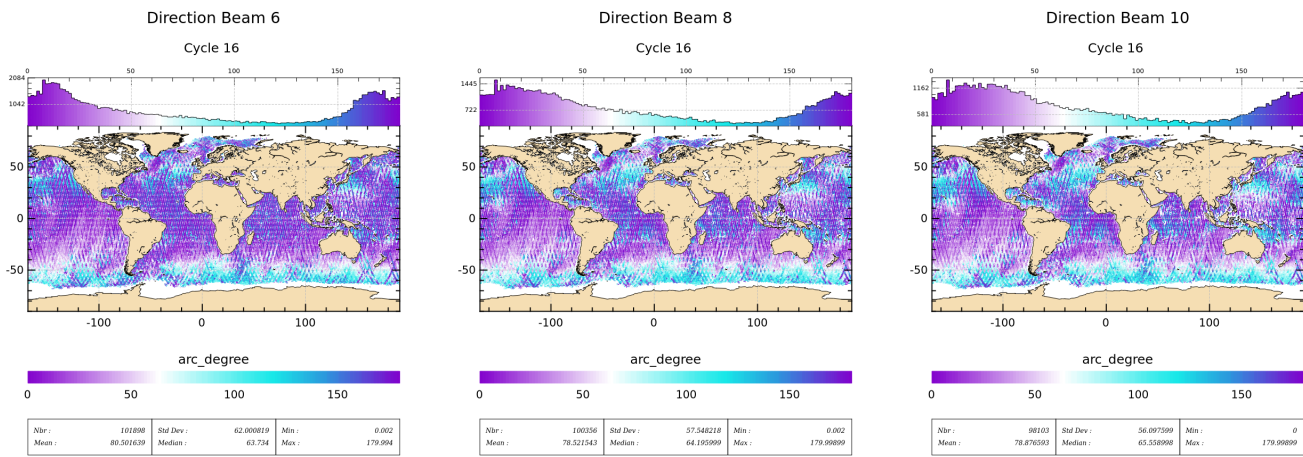 Direction Beam 6
Cycle 16
0 50 100 150
2084
1042
50
0
-50
-100 0 100
arc_degree
0 50 100 150
Nbr : 101898 Std Dev : 62.000819 Min : 0.002
Mean : 80.501639 Median : 63.734 Max : 179.994
Direction Beam 8
Cycle 16
0 50 100 150
1445
722
50
0
-50
-100 0 100
arc_degree
0 50 100 150
Nbr : 100356 Std Dev : 57.548218 Min : 0.002
Mean : 78.521543 Median : 64.195999 Max : 179.99899
Direction Beam 10
Cycle 16
0 50 100 150
1162
581
50
0
-50
-100 0 100
arc_degree
0 50 100 150
Nbr : 98103 Std Dev : 56.097599 Min : 0
Mean : 78.876593 Median : 65.558998 Max : 179.99899